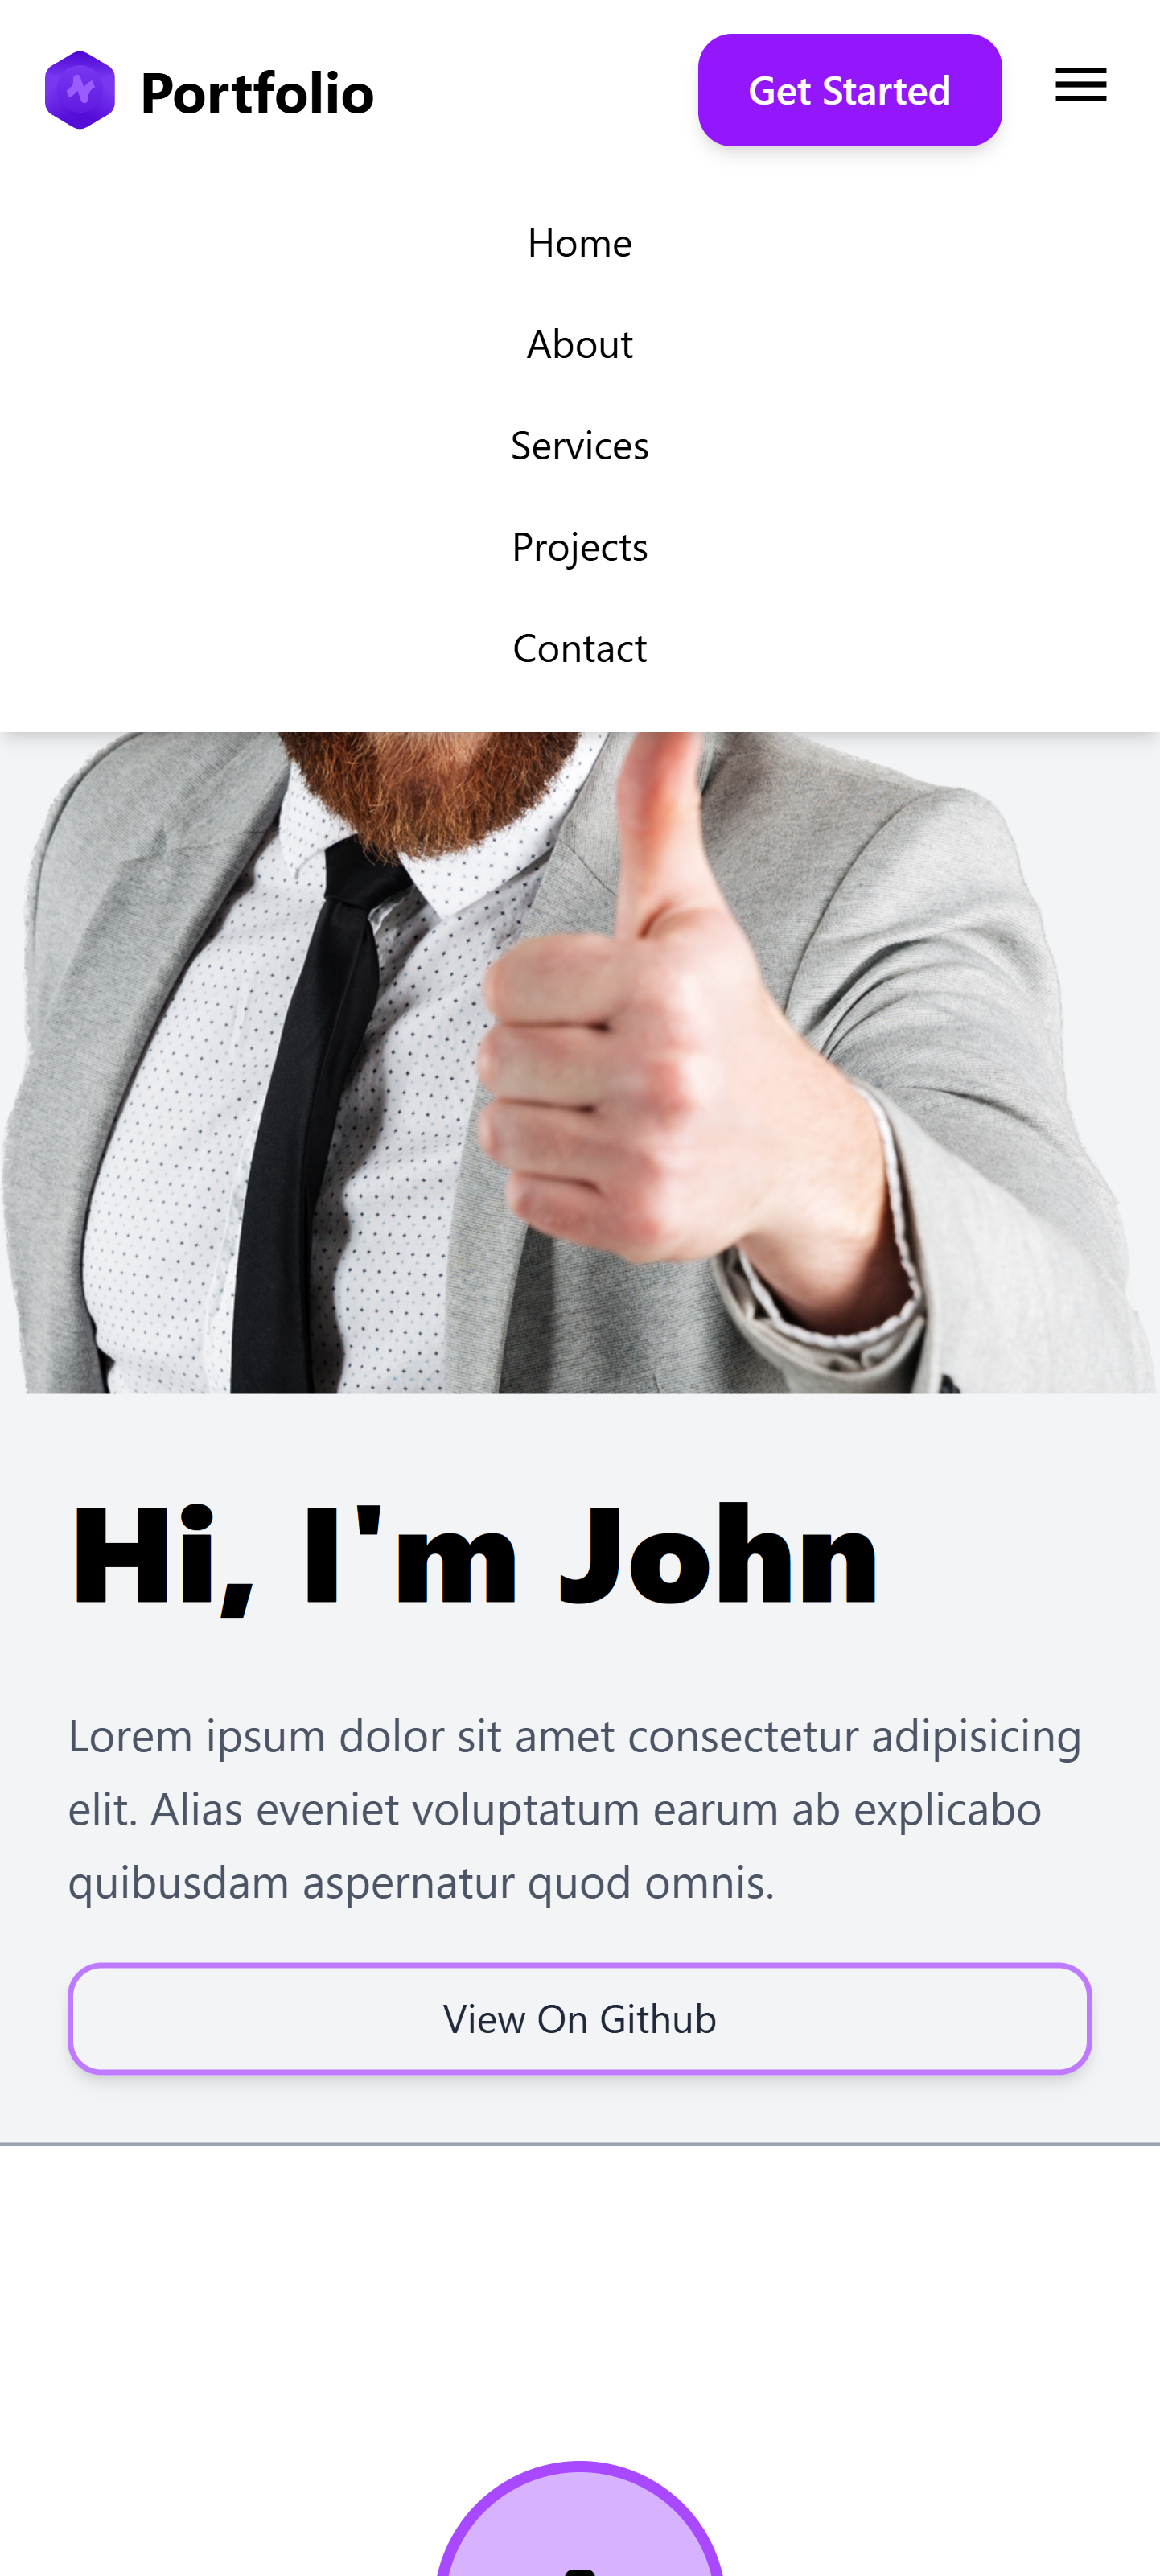 Portfolio
Get Started
Home
About
Services
Projects
Contact
Hi, I'm John
Lorem ipsum dolor sit amet consectetur adipisicing
elit. Alias eveniet voluptatum earum ab explicabo
quibusdam aspernatur quod omnis.
View On Github